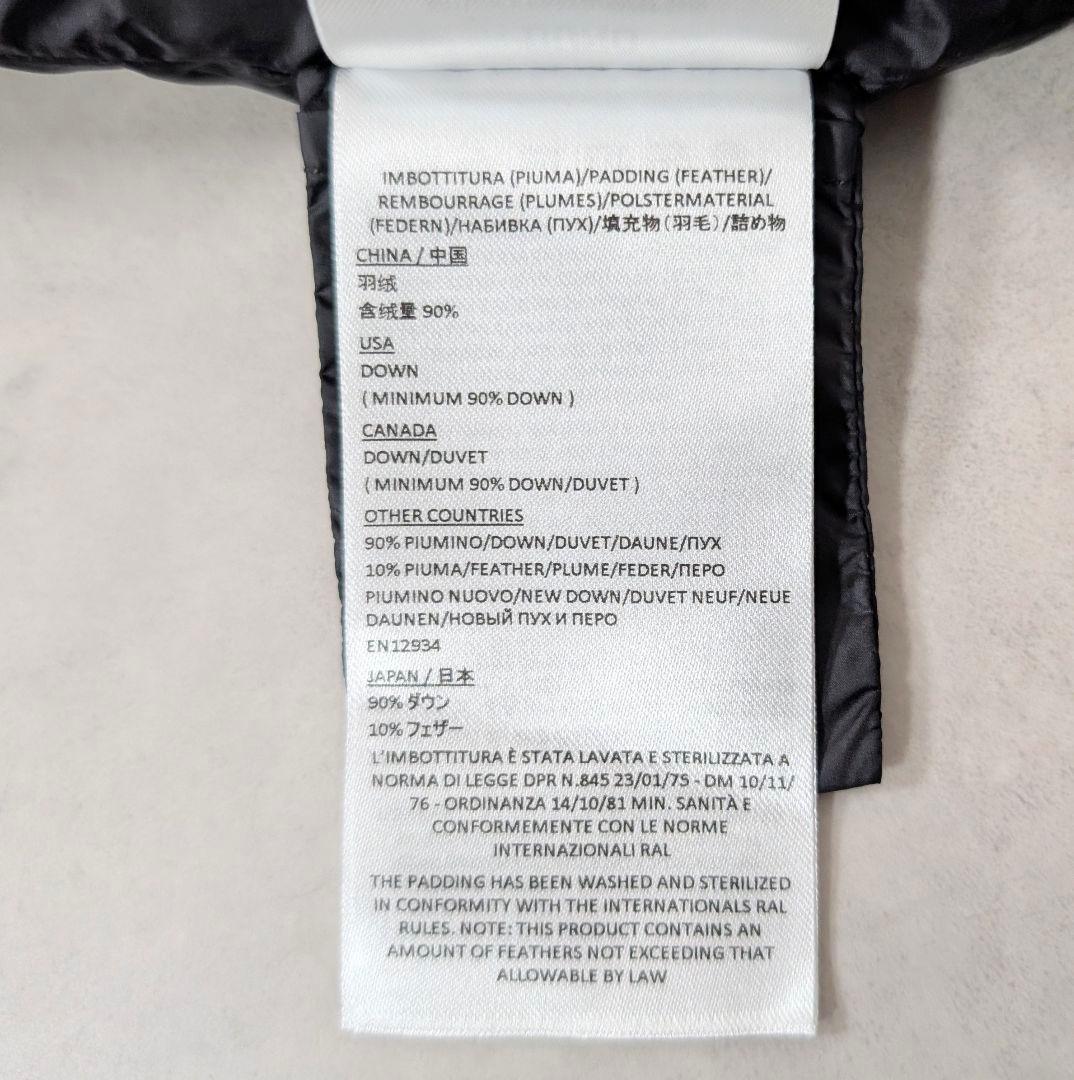 IMBOTTITURA (PIUMA)/PADDING (FEATHER)/
REMBOURRAGE (PLUMES)/POLSTERMATERIAL
(FEDERN)/НАБИВКА (ПУХ)/填充物(羽毛)/詰め物
CHINA / 中国
羽绒
含绒量 90%
USA
DOWN
( MINIMUM 90% DOWN )
CANADA
DOWN/DUVET
( MINIMUM 90% DOWN/DUVET )
OTHER COUNTRIES
90% PIUMINO/DOWN/DUVET/DAUNE/ПУХ
10% PIUMA/FEATHER/PLUME/FEDER/ПЕРО
PIUMINO NUOVO/NEW DOWN/DUVET NEUF/NEUE
DAUNEN/НОВЫЙ ПУХ И ПЕРО
EN12934
JAPAN / 日本
90% ダウン
10% フェザー
L'IMBOTTITURA È STATA LAVATA E STERILIZZATA A
NORMA DI LEGGE DPR N.845 23/01/75 - DM 10/11/
76 - ORDINANZA 14/10/81 MIN. SANITÀ E
CONFORMEMENTE CON LE NORME
INTERNAZIONALI RAL
THE PADDING HAS BEEN WASHED AND STERILIZED
IN CONFORMITY WITH THE INTERNATIONALS RAL
RULES. NOTE: THIS PRODUCT CONTAINS AN
AMOUNT OF FEATHERS NOT EXCEEDING THAT
ALLOWABLE BY LAW